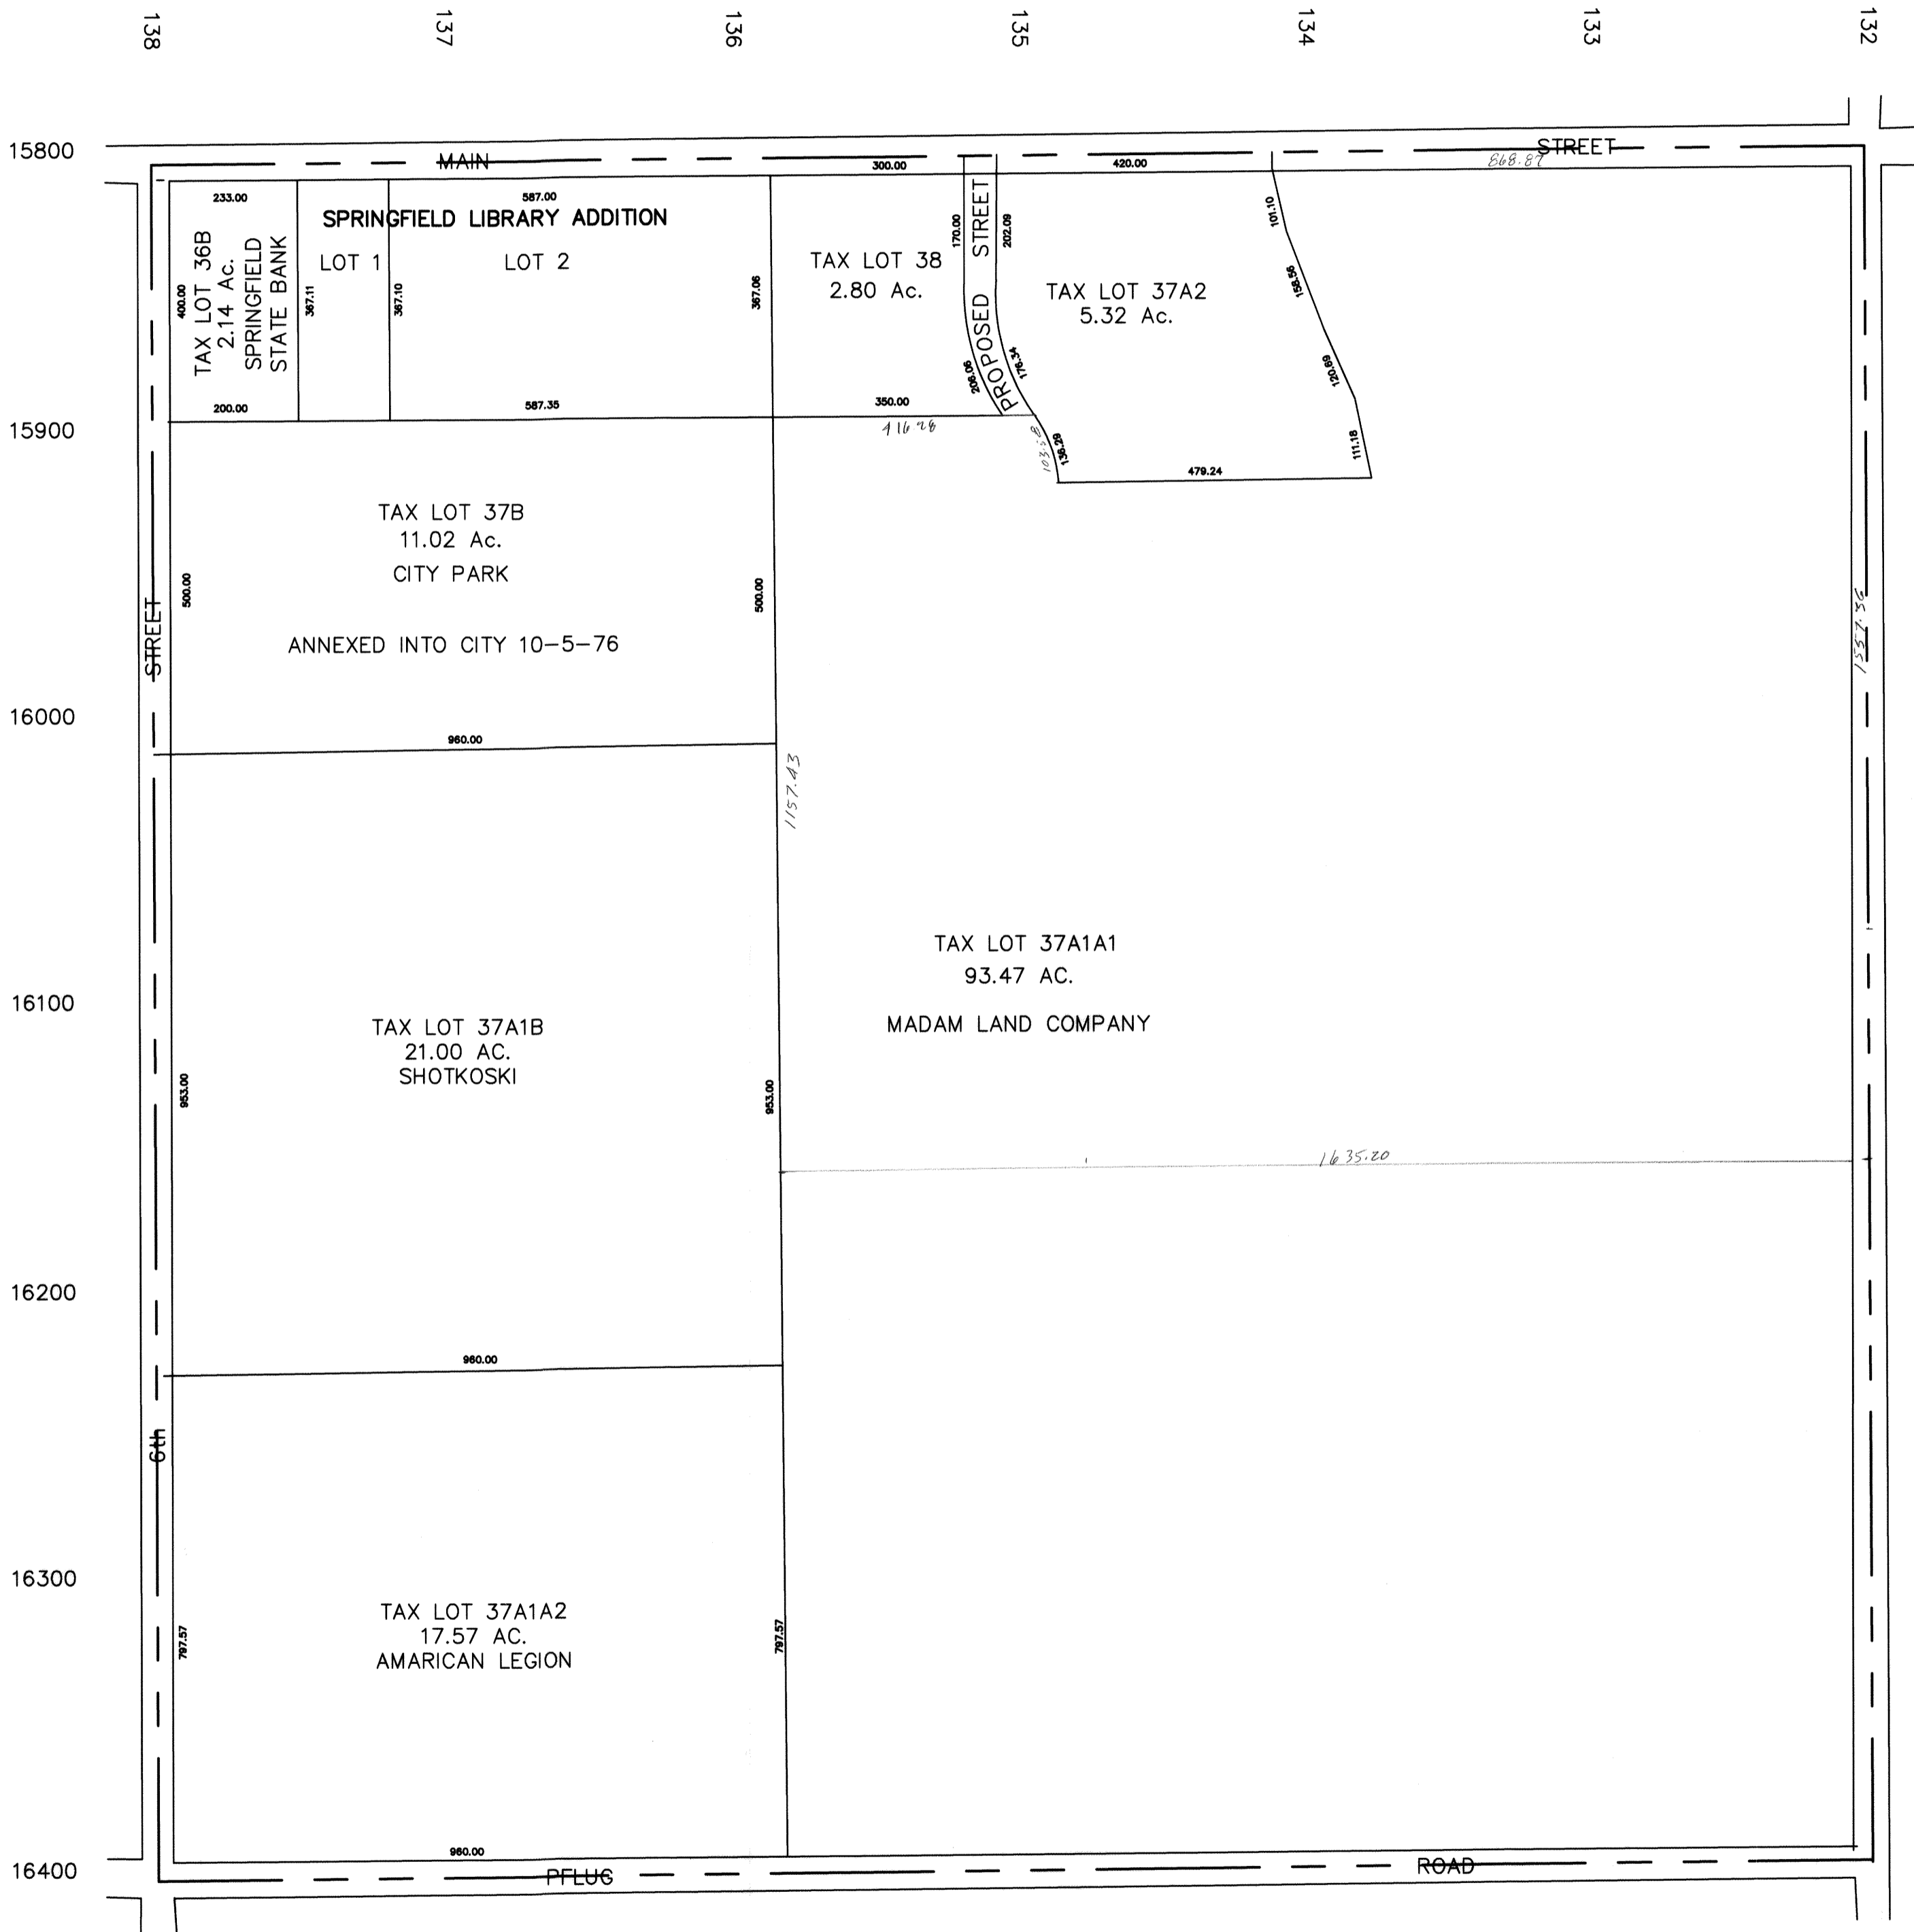 138
137
136
135
134
133
132
15800
15900
16000
16100
16200
16300
16400
MAIN
STREET
300.00
420.00
868.87
233.00
587.00
SPRINGFIELD LIBRARY ADDITION
LOT 1
LOT 2
400.00
TAX LOT 36B
2.14 Ac.
SPRINGFIELD
STATE BANK
367.11
367.10
367.06
200.00
587.35
TAX LOT 38
2.80 Ac.
170.00
206.06
PROPOSED STREET
202.09
176.34
350.00
416.28
TAX LOT 37A2
5.32 Ac.
101.10
158.56
120.69
111.18
103.58
136.29
479.24
TAX LOT 37B
11.02 Ac.
CITY PARK
ANNEXED INTO CITY 10-5-76
500.00
500.00
STREET
960.00
1157.43
1557.39
TAX LOT 37A1A1
93.47 AC.
MADAM LAND COMPANY
TAX LOT 37A1B
21.00 AC.
SHOTKOSKI
953.00
953.00
1635.20
960.00
6th
TAX LOT 37A1A2
17.57 AC.
AMARICAN LEGION
797.57
797.57
960.00
PFLUG
ROAD